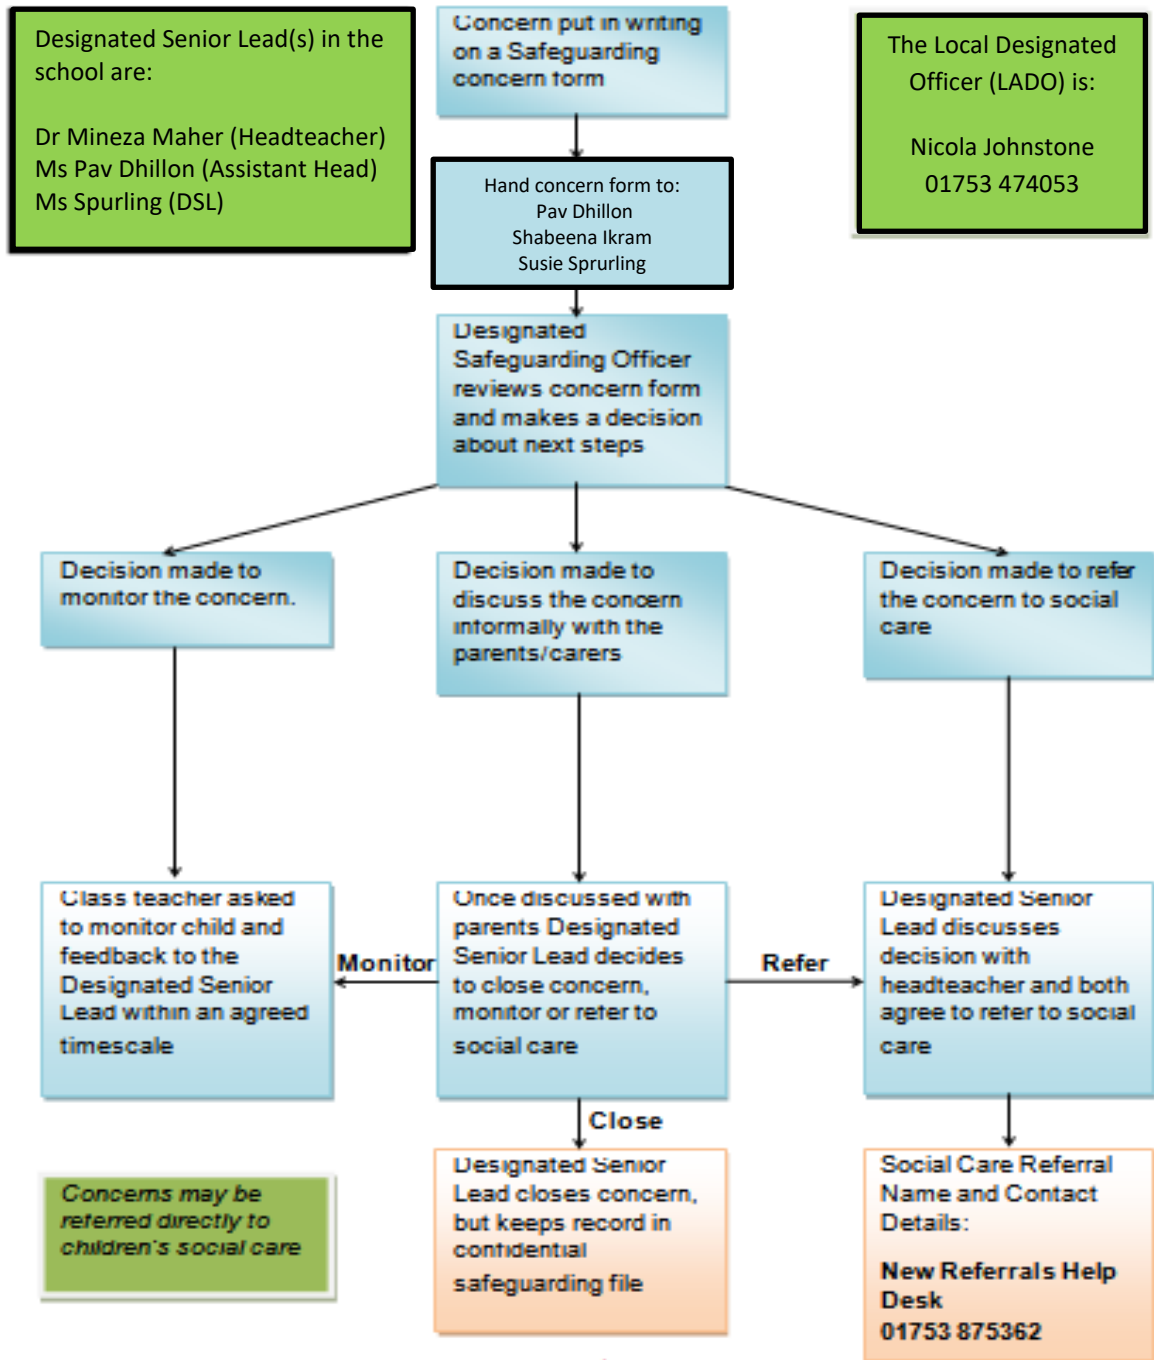 Designated Senior Lead(s) in the
school are:
Dr Mineza Maher (Headteacher)
Ms Pav Dhillon (Assistant Head)
Ms Spurling (DSL)
Concern put in writing
on a Safeguarding
concern form
The Local Designated
Officer (LADO) is:
Nicola Johnstone
01753 474053
Hand concern form to:
Pav Dhillon
Shabeena Ikram
Susie Sprurling
Designated
Safeguarding Officer
reviews concern form
and makes a decision
about next steps
Decision made to
monitor the concern.
Decision made to
discuss the concern
informally with the
parents/carers
Decision made to refer
the concern to social
care
Class teacher asked
to monitor child and
feedback to the
Designated Senior
Lead within an agreed
timescale
Monitor
Once discussed with
parents Designated
Senior Lead decides
to close concern,
monitor or refer to
social care
Refer
Designated Senior
Lead discusses
decision with
headteacher and both
agree to refer to social
care
Close
Concerns may be
referred directly to
children's social care
Designated Senior
Lead closes concern,
but keeps record in
confidential
safeguarding file
Social Care Referral
Name and Contact
Details:
New Referrals Help
Desk
01753 875362